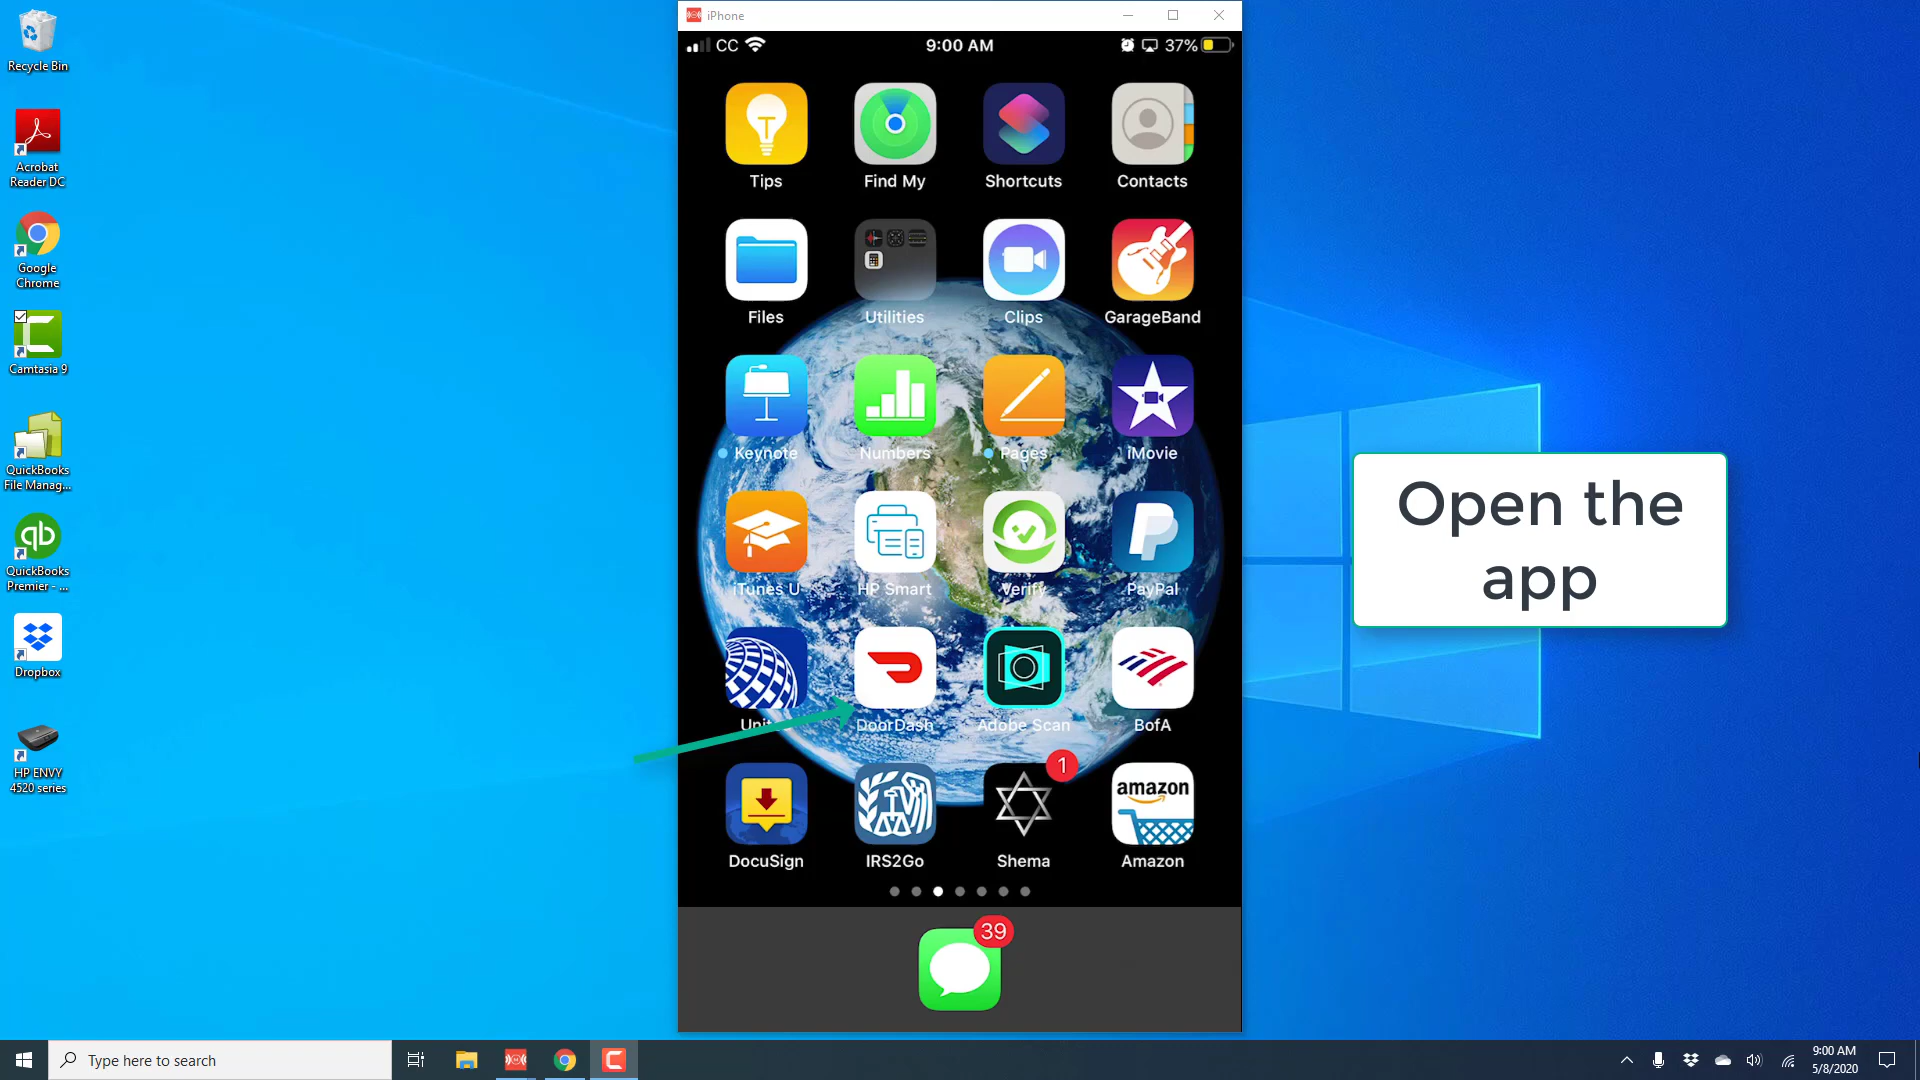 Recycle Bin
Acrobat
Reader DC
Google
Chrome
Camtasia 9
QuickBooks
File Manag...
QuickBooks
Premier - ...
Dropbox
HP ENVY
4520 series
iPhone
CC
9:00 AM
37%
Tips
Find My
Shortcuts
Contacts
Files
Utilities
Clips
GarageBand
Keynote
Numbers
Pages
iMovie
iTunes U
HP Smart
Verify
PayPal
DoorDash
Adobe Scan
BofA
1
amazon
DocuSign
IRS2Go
Shema
Amazon
39
Open the
app
Type here to search
9:00 AM
5/8/2020